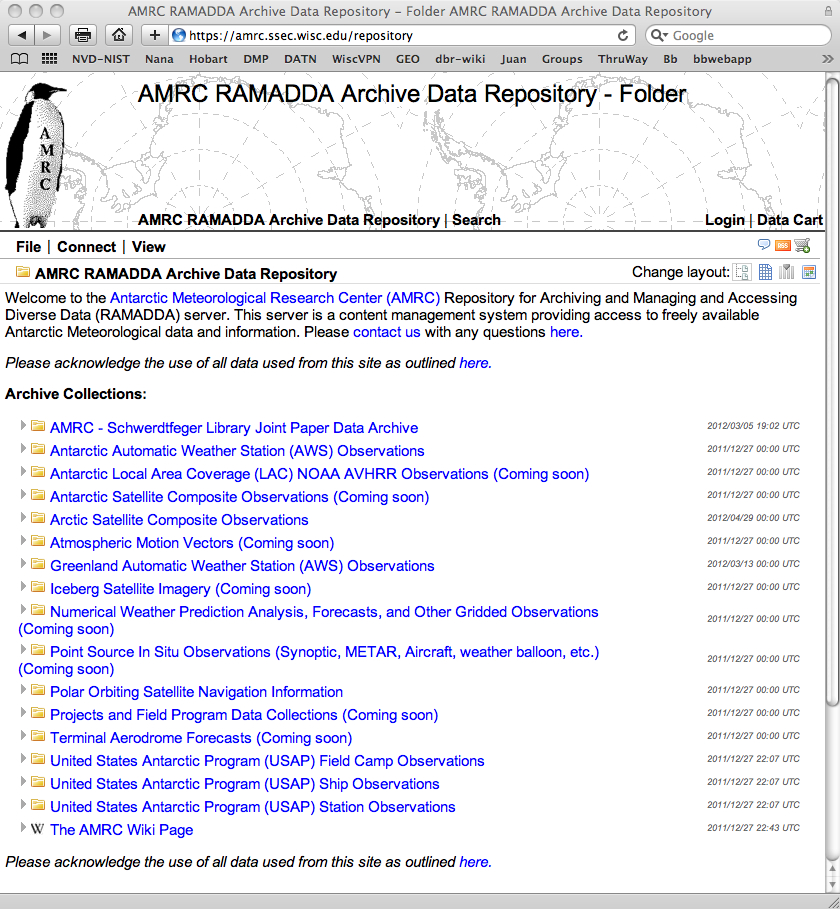 AMRC RAMADDA Archive Data Repository – Folder AMRC RAMADDA Archive Data Repository
https://amrc.ssec.wisc.edu/repository
Google
NVD-NIST Nana Hobart DMP DATN WiscVPN GEO dbr-wiki Juan Groups ThruWay Bb bbwebapp
AMRC RAMADDA Archive Data Repository - Folder
A
M
R
C
AMRC RAMADDA Archive Data Repository | Search Login | Data Cart
File | Connect | View
RSS
AMRC RAMADDA Archive Data Repository Change layout:
Welcome to the Antarctic Meteorological Research Center (AMRC) Repository for Archiving and Managing and Accessing
Diverse Data (RAMADDA) server. This server is a content management system providing access to freely available
Antarctic Meteorological data and information. Please contact us with any questions here.
Please acknowledge the use of all data used from this site as outlined here.
Archive Collections:
AMRC - Schwerdtfeger Library Joint Paper Data Archive 2012/03/05 19:02 UTC
Antarctic Automatic Weather Station (AWS) Observations 2011/12/27 00:00 UTC
Antarctic Local Area Coverage (LAC) NOAA AVHRR Observations (Coming soon) 2011/12/27 00:00 UTC
Antarctic Satellite Composite Observations (Coming soon) 2011/12/27 00:00 UTC
Arctic Satellite Composite Observations 2012/04/29 00:00 UTC
Atmospheric Motion Vectors (Coming soon) 2011/12/27 00:00 UTC
Greenland Automatic Weather Station (AWS) Observations 2012/03/13 00:00 UTC
Iceberg Satellite Imagery (Coming soon) 2011/12/27 00:00 UTC
Numerical Weather Prediction Analysis, Forecasts, and Other Gridded Observations
(Coming soon) 2011/12/27 00:00 UTC
Point Source In Situ Observations (Synoptic, METAR, Aircraft, weather balloon, etc.)
(Coming soon) 2011/12/27 00:00 UTC
Polar Orbiting Satellite Navigation Information 2011/12/27 00:00 UTC
Projects and Field Program Data Collections (Coming soon) 2011/12/27 00:00 UTC
Terminal Aerodrome Forecasts (Coming soon) 2011/12/27 00:00 UTC
United States Antarctic Program (USAP) Field Camp Observations 2011/12/27 22:07 UTC
United States Antarctic Program (USAP) Ship Observations 2011/12/27 22:07 UTC
United States Antarctic Program (USAP) Station Observations 2011/12/27 22:07 UTC
W The AMRC Wiki Page 2011/12/27 22:43 UTC
Please acknowledge the use of all data used from this site as outlined here.